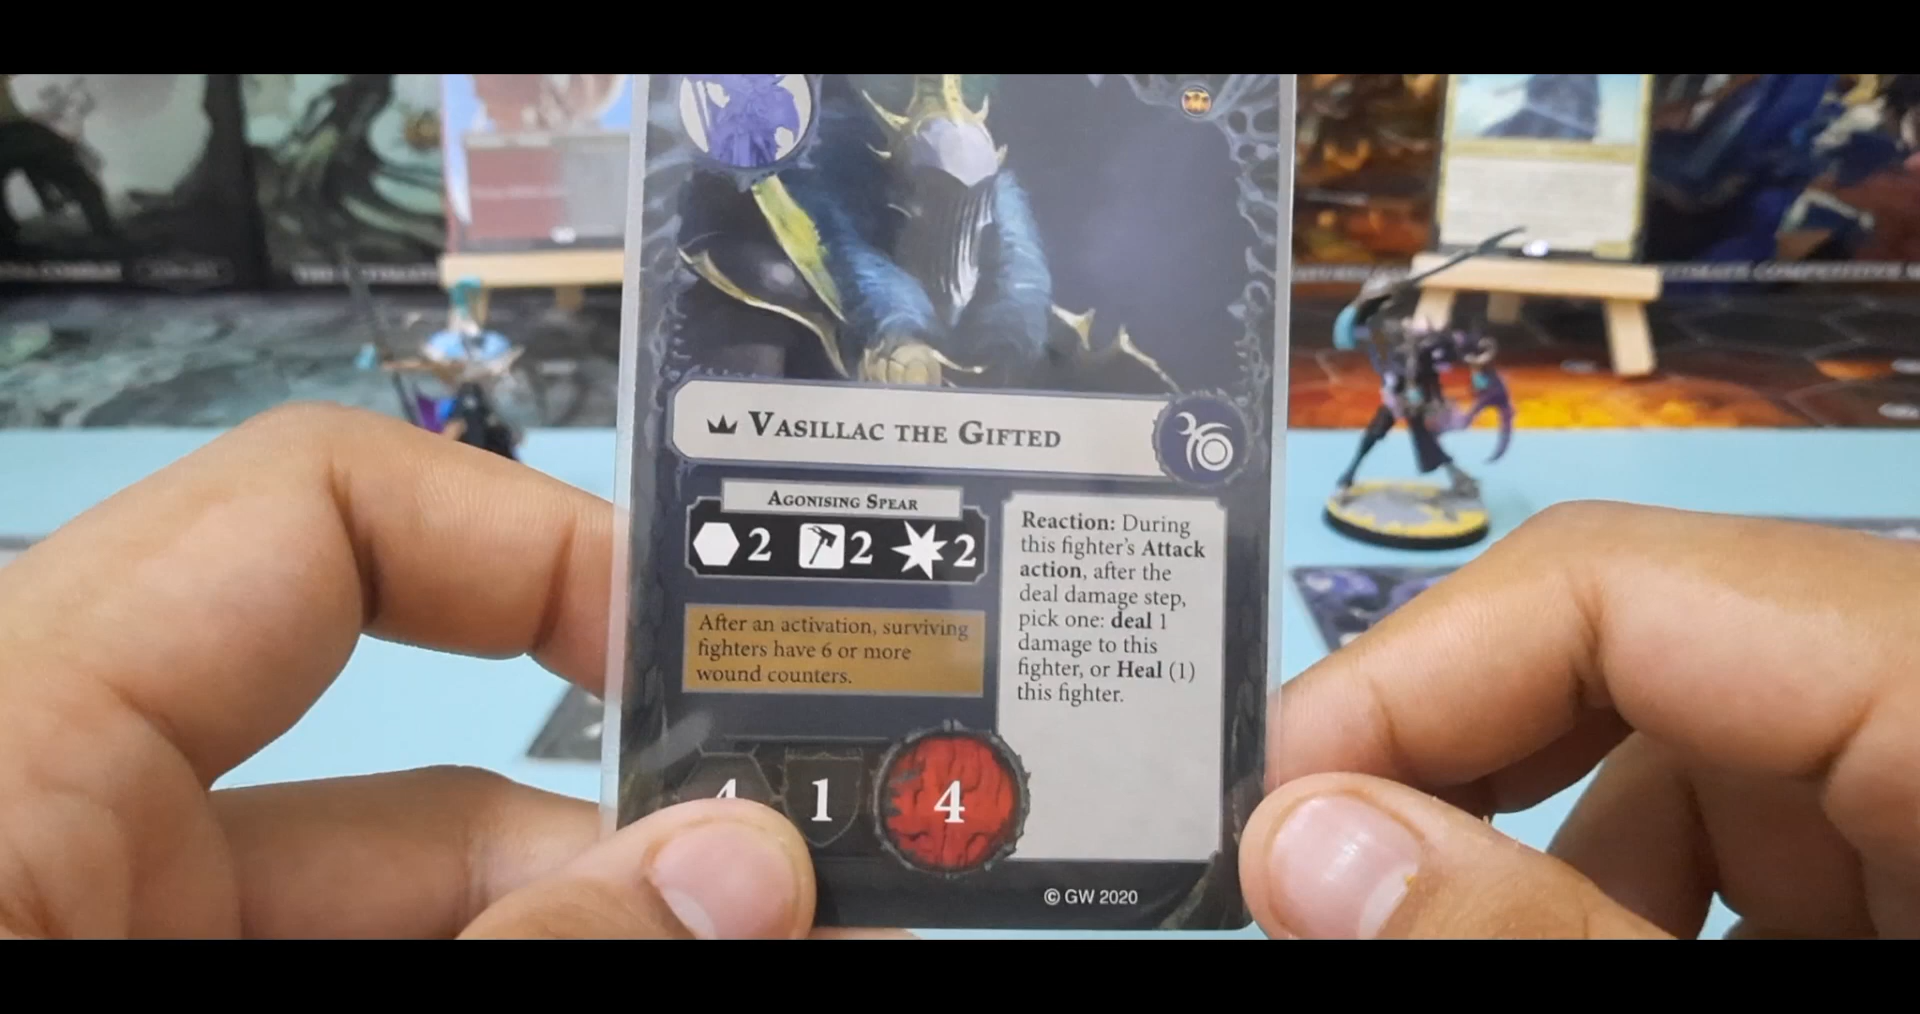 VASILLAC THE GIFTED
AGONISING SPEAR
2 2 2
After an activation, surviving
fighters have 6 or more
wound counters.
Reaction: During
this fighter's Attack
action, after the
deal damage step,
pick one: deal 1
damage to this
fighter, or Heal (1)
this fighter.
4 1 4
© GW 2020